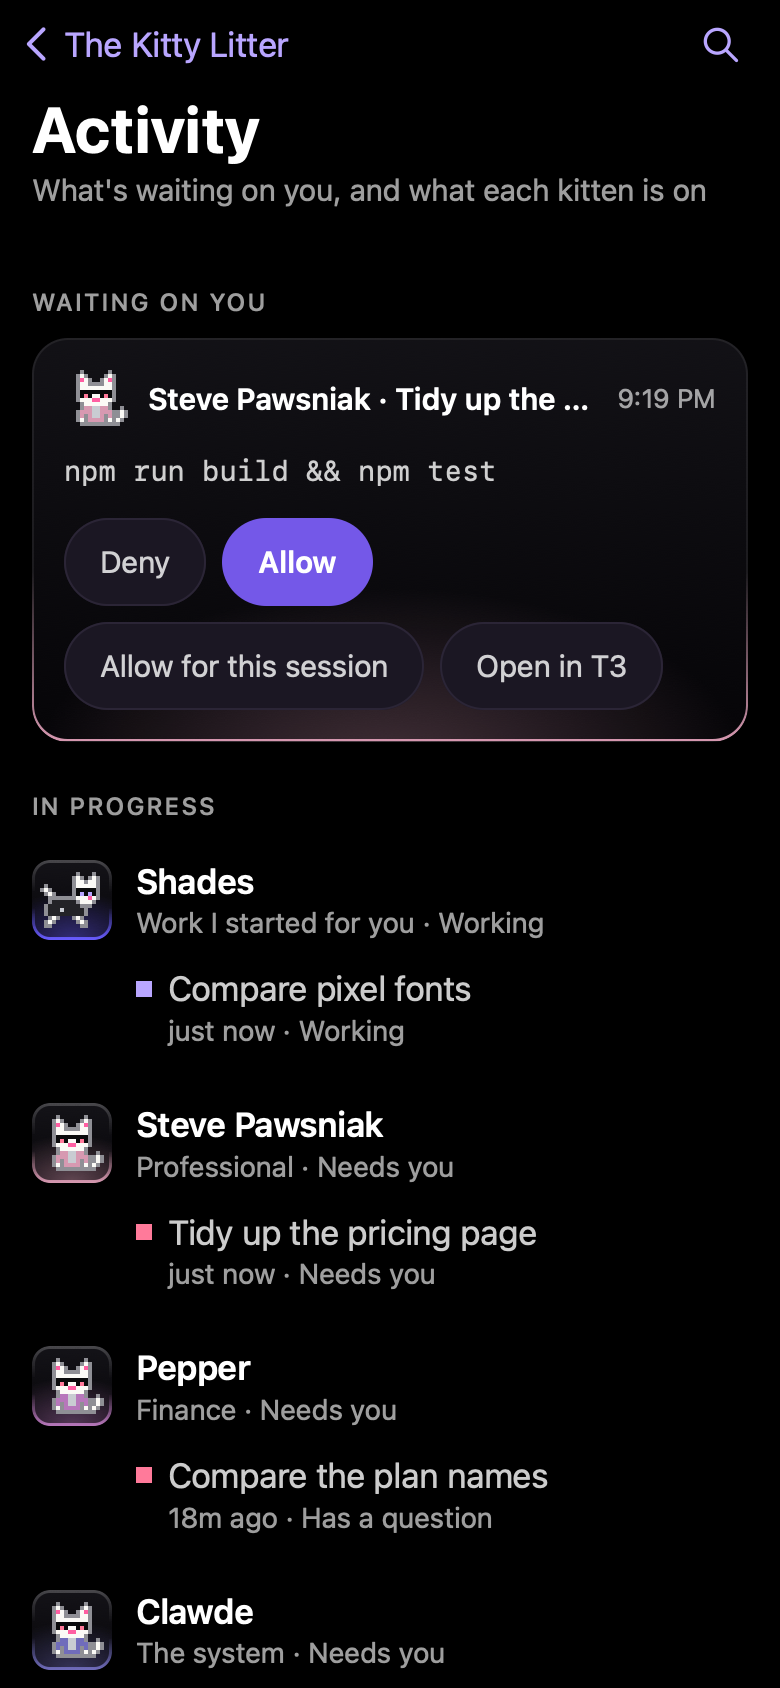 The Kitty Litter
Activity
What's waiting on you, and what each kitten is on
WAITING ON YOU
Steve Pawsniak · Tidy up the ... 9:19 PM
npm run build && npm test
Deny Allow
Allow for this session Open in T3
IN PROGRESS
Shades
Work I started for you · Working
Compare pixel fonts
just now · Working
Steve Pawsniak
Professional · Needs you
Tidy up the pricing page
just now · Needs you
Pepper
Finance · Needs you
Compare the plan names
18m ago · Has a question
Clawde
The system · Needs you